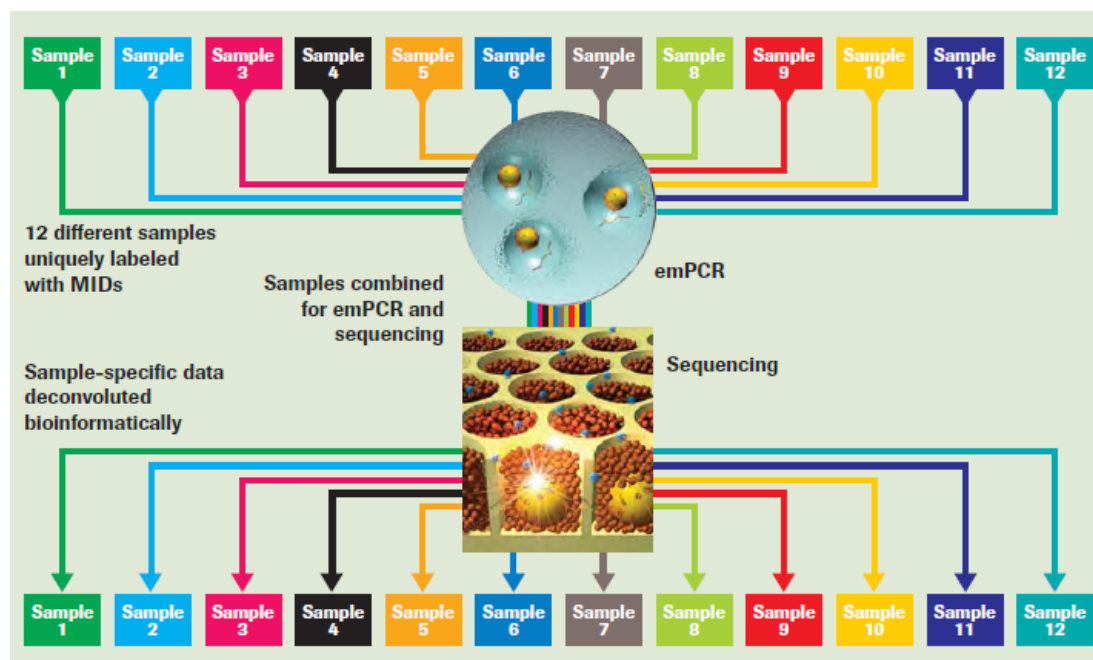 Sample 1
Sample 2
Sample 3
Sample 4
Sample 5
Sample 6
Sample 7
Sample 8
Sample 9
Sample 10
Sample 11
Sample 12
12 different samples
uniquely labeled
with MIDs
emPCR
Samples combined
for emPCR and
sequencing
Sequencing
Sample-specific data
deconvoluted
bioinformatically
Sample 1
Sample 2
Sample 3
Sample 4
Sample 5
Sample 6
Sample 7
Sample 8
Sample 9
Sample 10
Sample 11
Sample 12